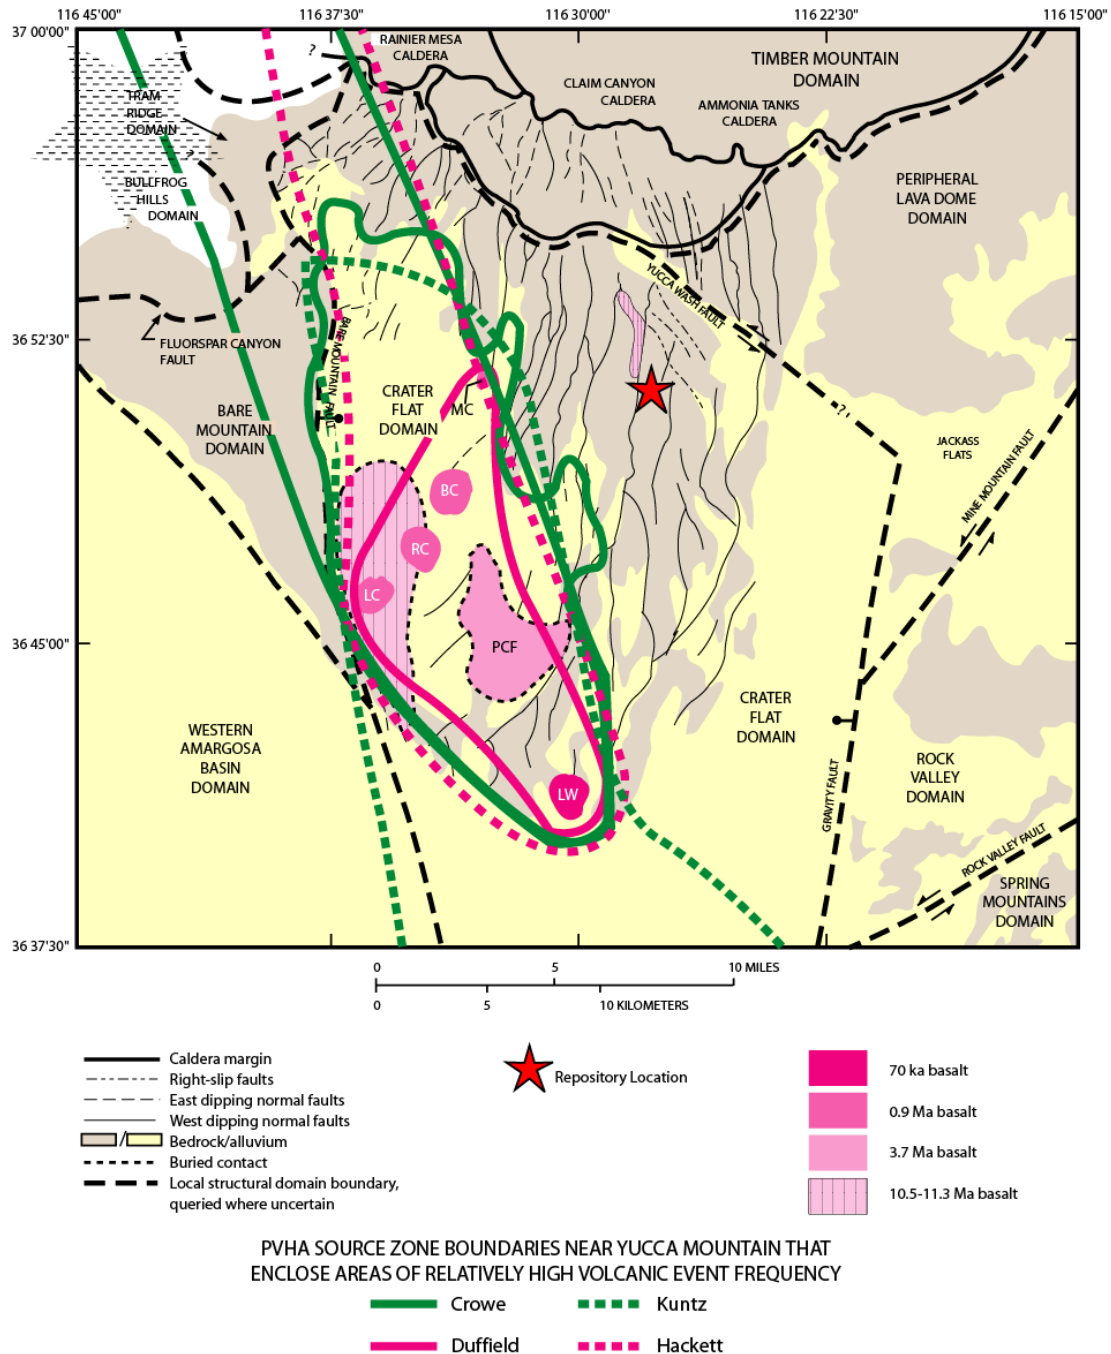 116 45'00"
116 37'30"
116 30'00"
116 22'30"
116 15'00"
37 00'00"
36 52'30"
36 45'00"
36 37'30"
?
RAINIER MESA
CALDERA
TIMBER MOUNTAIN
DOMAIN
CLAIM CANYON
CALDERA
AMMONIA TANKS
CALDERA
TRAM
RIDGE
DOMAIN
?
BULLFROG
HILLS
DOMAIN
PERIPHERAL
LAVA DOME
DOMAIN
YUCCA WASH FAULT
FLUORSPAR CANYON
FAULT
BARE MOUNTAIN FAULT
CRATER
FLAT
DOMAIN
MC
BARE
MOUNTAIN
DOMAIN
?
JACKASS
FLATS
MINE MOUNTAIN FAULT
BC
RC
LC
PCF
LW
WESTERN
AMARGOSA
BASIN
DOMAIN
CRATER
FLAT
DOMAIN
GRAVITY FAULT
ROCK
VALLEY
DOMAIN
ROCK VALLEY FAULT
SPRING
MOUNTAINS
DOMAIN
0
5
10 MILES
0
5
10 KILOMETERS
Caldera margin
Right-slip faults
East dipping normal faults
West dipping normal faults
/
Bedrock/alluvium
Buried contact
Local structural domain boundary,
queried where uncertain
Repository Location
70 ka basalt
0.9 Ma basalt
3.7 Ma basalt
10.5-11.3 Ma basalt
PVHA SOURCE ZONE BOUNDARIES NEAR YUCCA MOUNTAIN THAT
ENCLOSE AREAS OF RELATIVELY HIGH VOLCANIC EVENT FREQUENCY
Crowe
Kuntz
Duffield
Hackett